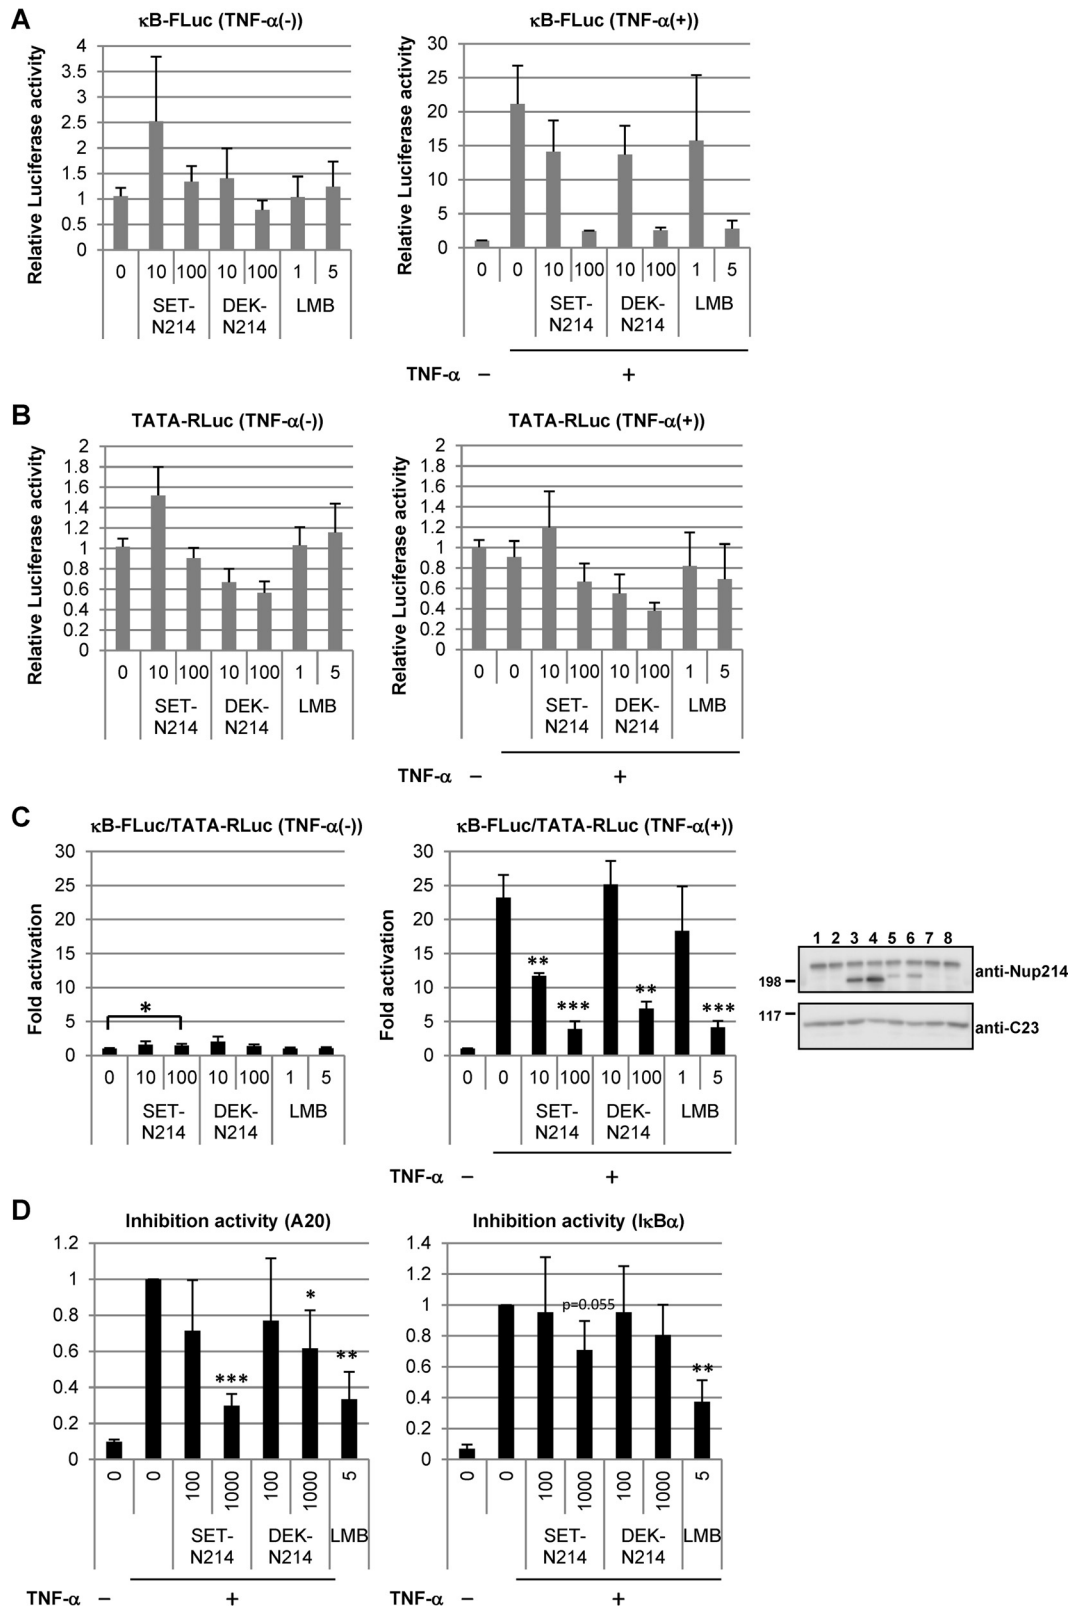 A
κB-FLuc (TNF-α(-))
κB-FLuc (TNF-α(+))
Relative Luciferase activity
4
3.5
3
2.5
2
1.5
1
0.5
0
0 10 100 10 100 1 5
SET-N214 DEK-N214 LMB
Relative Luciferase activity
30
25
20
15
10
5
0
0 0 10 100 10 100 1 5
SET-N214 DEK-N214 LMB
TNF-α − +
B
TATA-RLuc (TNF-α(-))
TATA-RLuc (TNF-α(+))
Relative Luciferase activity
2
1.8
1.6
1.4
1.2
1
0.8
0.6
0.4
0.2
0
0 10 100 10 100 1 5
SET-N214 DEK-N214 LMB
Relative Luciferase activity
2
1.8
1.6
1.4
1.2
1
0.8
0.6
0.4
0.2
0
0 0 10 100 10 100 1 5
SET-N214 DEK-N214 LMB
TNF-α − +
C
κB-FLuc/TATA-RLuc (TNF-α(-))
κB-FLuc/TATA-RLuc (TNF-α(+))
Fold activation
30
25
20
15
10
5
0
*
0 10 100 10 100 1 5
SET-N214 DEK-N214 LMB
Fold activation
30
25
20
15
10
5
0
** *** ** ***
0 0 10 100 10 100 1 5
SET-N214 DEK-N214 LMB
TNF-α − +
1 2 3 4 5 6 7 8
198
anti-Nup214
117
anti-C23
D
Inhibition activity (A20)
Inhibition activity (IκBα)
1.2
1
0.8
0.6
0.4
0.2
0
*** * **
0 0 100 1000 100 1000 5
SET-N214 DEK-N214 LMB
TNF-α − +
1.4
1.2
1
0.8
0.6
0.4
0.2
0
p=0.055
**
0 0 100 1000 100 1000 5
SET-N214 DEK-N214 LMB
TNF-α − +